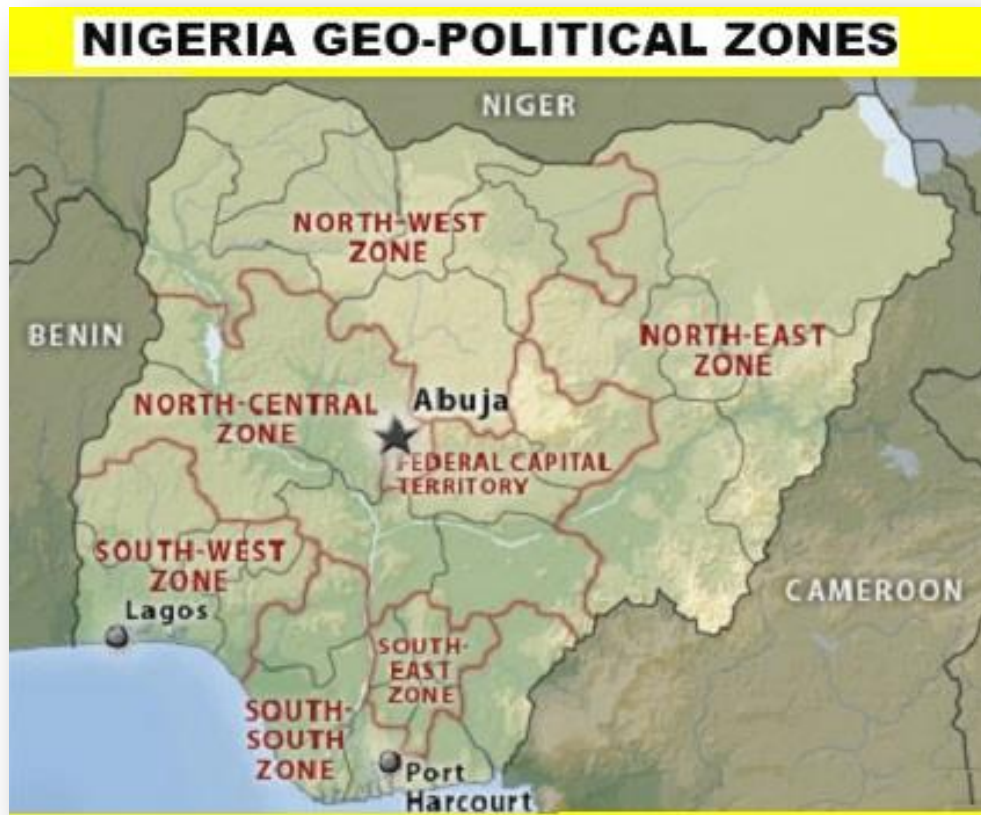 NIGERIA GEO-POLITICAL ZONES
NIGER
NORTH-WEST
ZONE
BENIN
NORTH-EAST
ZONE
NORTH-CENTRAL
ZONE
Abuja
FEDERAL CAPITAL
TERRITORY
SOUTH-WEST
ZONE
Lagos
CAMEROON
SOUTH-
EAST
ZONE
SOUTH-
SOUTH
ZONE
Port
Harcourt